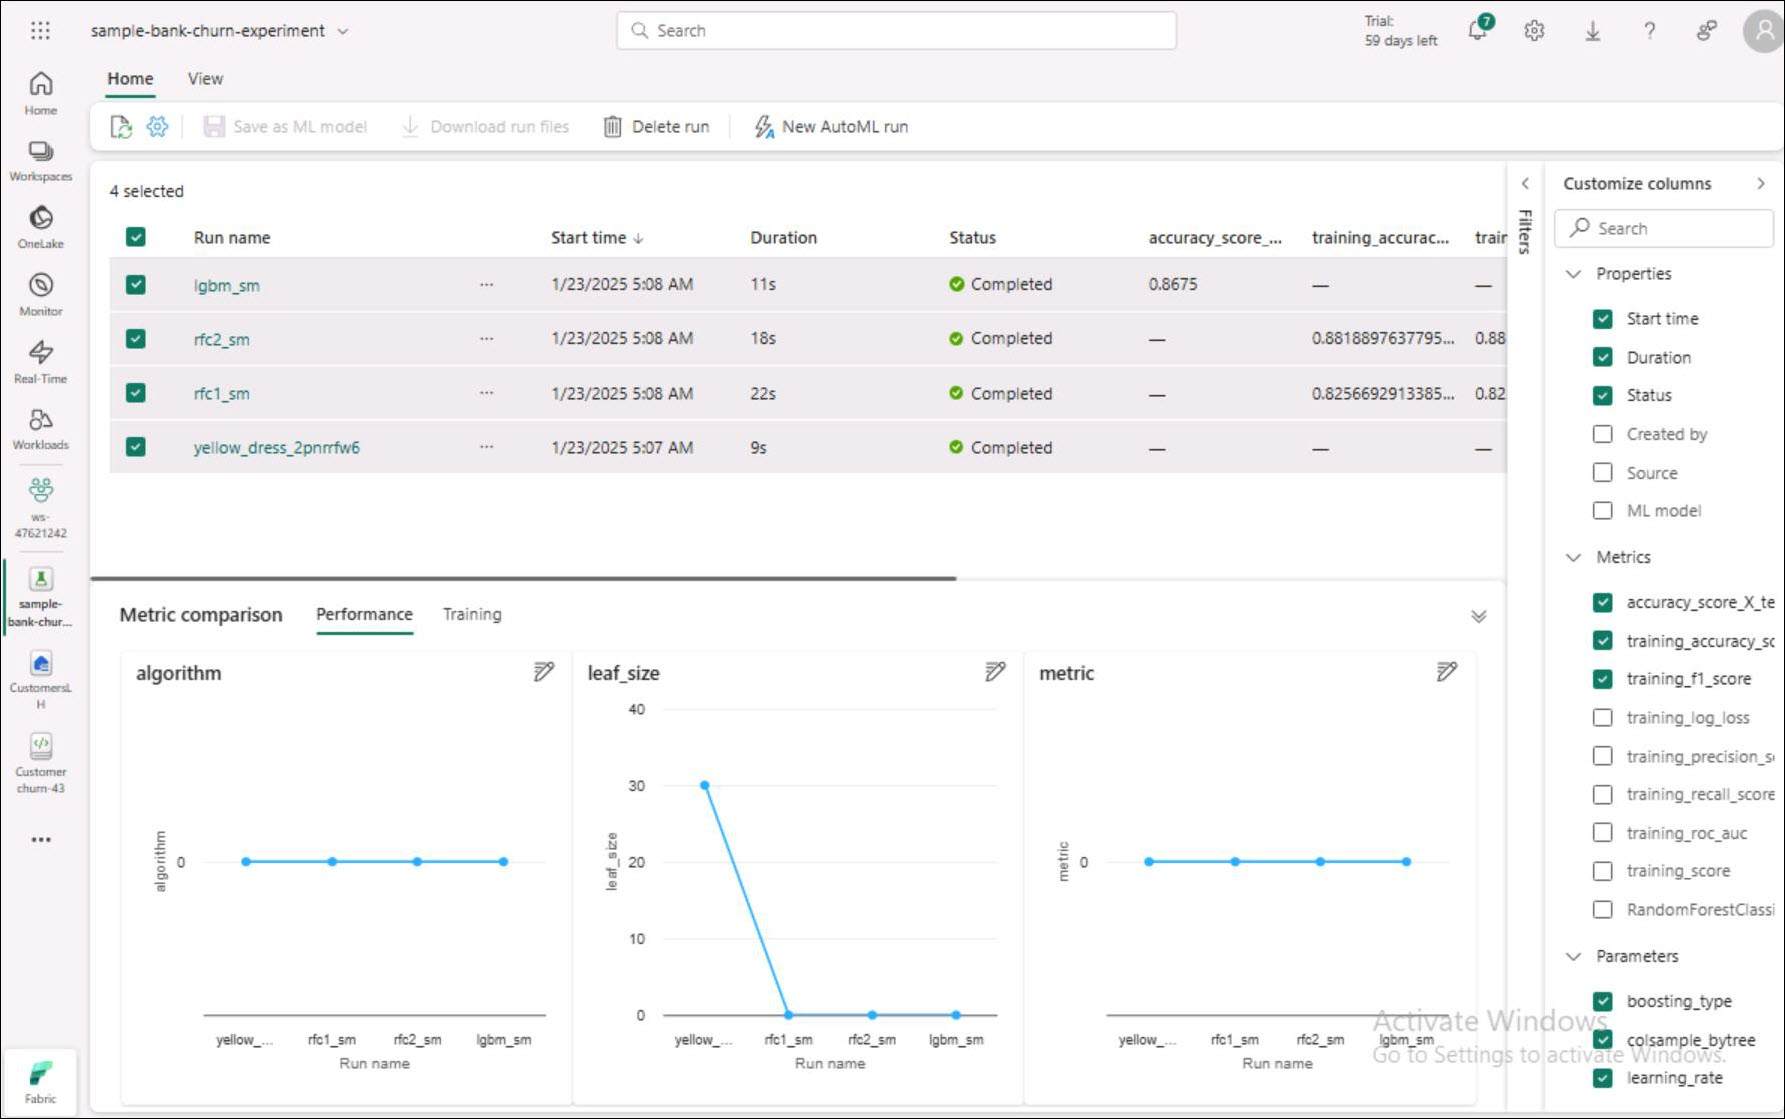 sample-bank-churn-experiment
Search
Trial:
59 days left
7
Home
View
Save as ML model
Download run files
Delete run
New AutoML run
Home
Workspaces
OneLake
Monitor
Real-Time
Workloads
ws-
47621242
sample-
bank-chur...
CustomersL
H
Customer
churn-43
Fabric
4 selected
Run name Start time Duration Status accuracy_score_... training_accurac... trair
lgbm_sm ... 1/23/2025 5:08 AM 11s Completed 0.8675 — —
rfc2_sm ... 1/23/2025 5:08 AM 18s Completed — 0.8818897637795... 0.88
rfc1_sm ... 1/23/2025 5:08 AM 22s Completed — 0.8256692913385... 0.82
yellow_dress_2pnrrfw6 ... 1/23/2025 5:07 AM 9s Completed — — —
Filters
Metric comparison
Performance
Training
algorithm
algorithm
0
yellow_... rfc1_sm rfc2_sm lgbm_sm
Run name
leaf_size
leaf_size
40
30
20
10
0
yellow_... rfc1_sm rfc2_sm lgbm_sm
Run name
metric
metric
0
yellow_... rfc1_sm rfc2_sm lgbm_sm
Run name
Customize columns
Search
Properties
Start time
Duration
Status
Created by
Source
ML model
Metrics
accuracy_score_X_te
training_accuracy_sc
training_f1_score
training_log_loss
training_precision_s
training_recall_score
training_roc_auc
training_score
RandomForestClassi
Parameters
boosting_type
colsample_bytree
learning_rate
Activate Windows
Go to Settings to activate Windows.